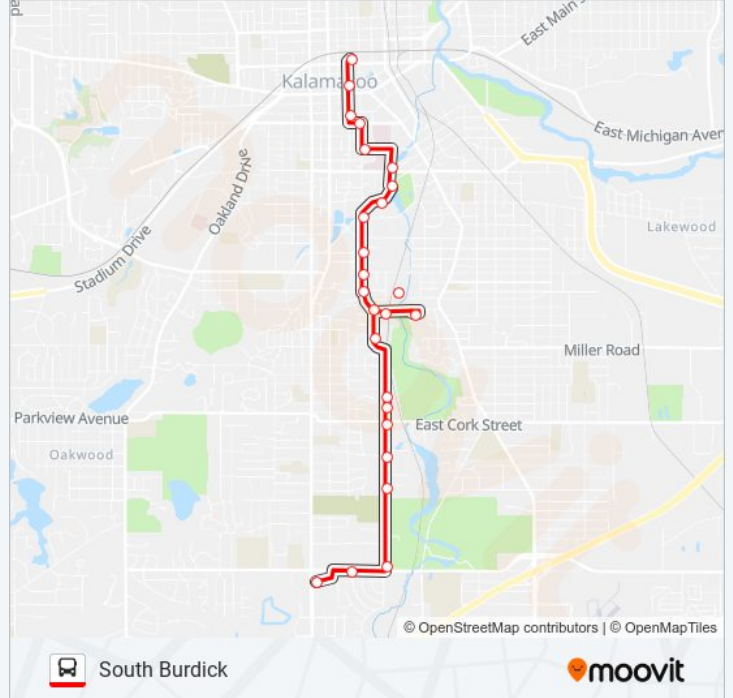 East Main S
Kalamazoo
East Michigan Aven
Oakland Drive
Lakewood
Stadium Drive
Miller Road
Parkview Avenue
East Cork Street
Oakwood
© OpenStreetMap contributors | © OpenMapTiles
South Burdick
moovit